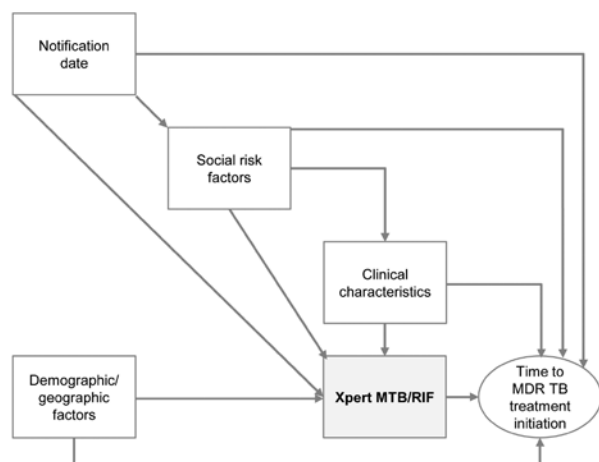 Notification
date
Social risk
factors
Clinical
characteristics
Demographic/
geographic
factors
Xpert MTB/RIF
Time to
MDR TB
treatment
initiation